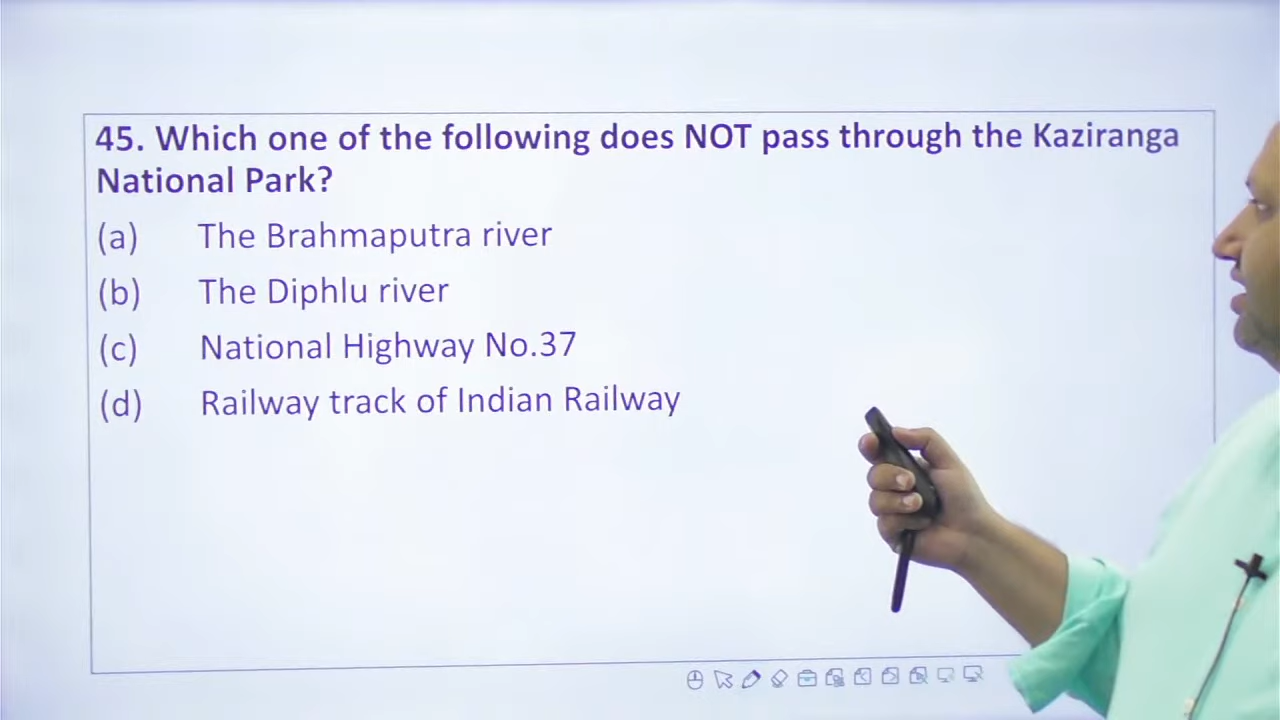 45. Which one of the following does NOT pass through the Kaziranga
National Park?
(a) The Brahmaputra river
(b) The Diphlu river
(c) National Highway No.37
(d) Railway track of Indian Railway